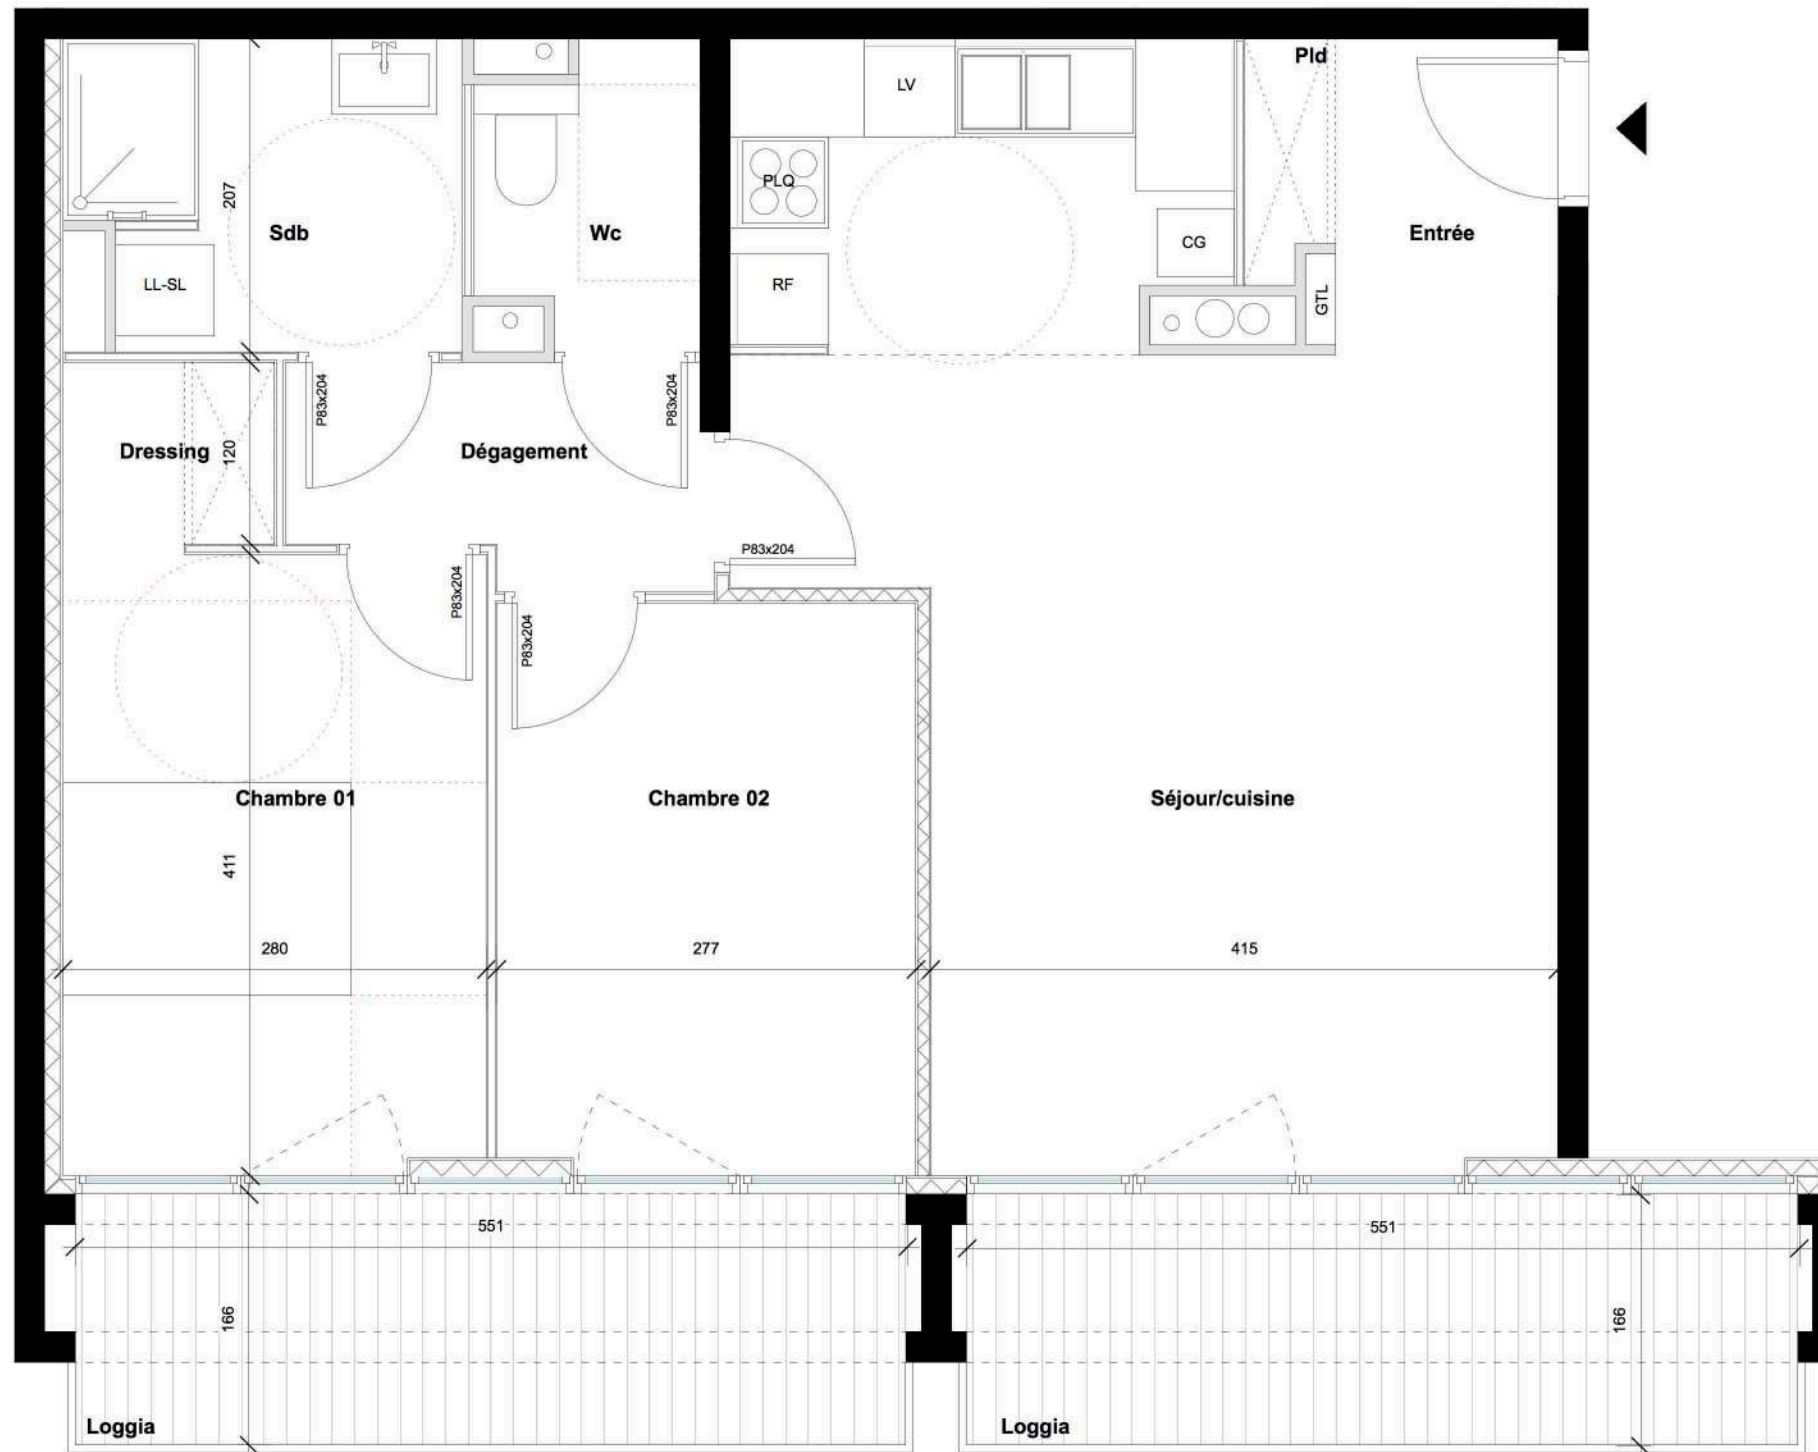 Pld
LV
PLQ
207
Sdb
Wc
Entrée
CG
LL-SL
RF
GTL
P83x204
P83x204
Dressing
120
Dégagement
P83x204
P83x204
P83x204
Chambre 01
Chambre 02
Séjour/cuisine
411
280
277
415
551
551
166
166
Loggia
Loggia